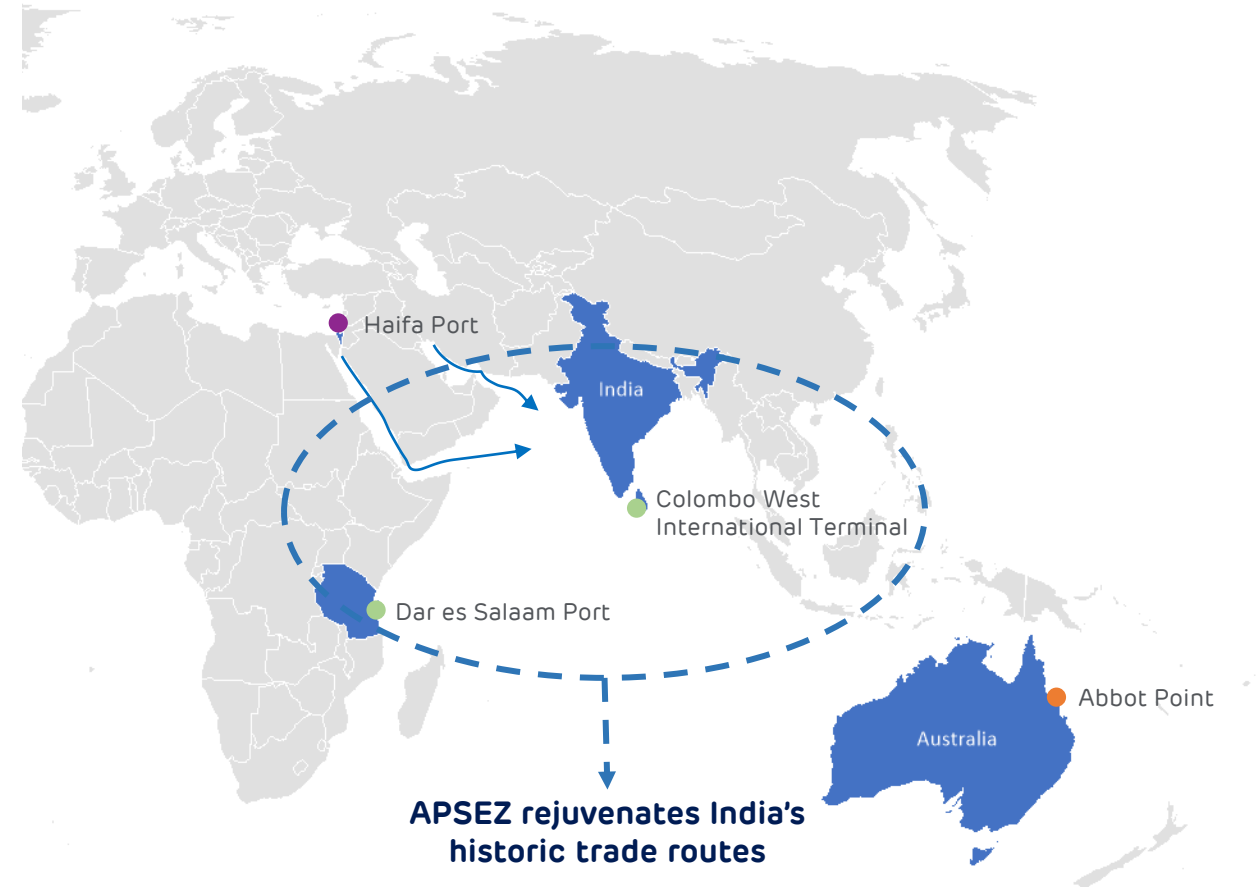 Haifa Port
India
Colombo West
International Terminal
Dar es Salaam Port
Abbot Point
Australia
APSEZ rejuvenates India's
historic trade routes